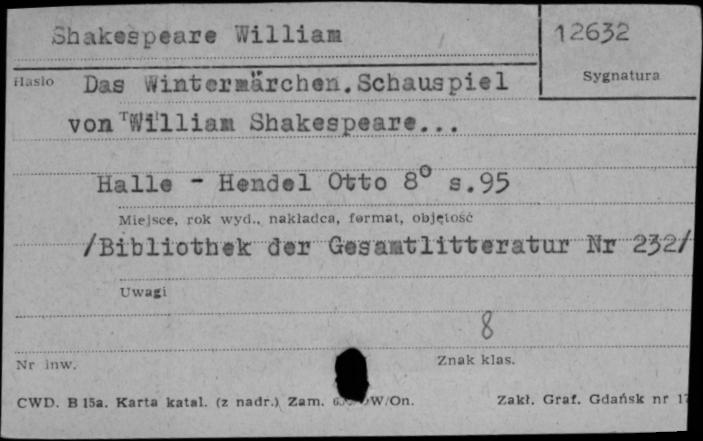 Shakespeare William
12632
Hasło
Sygnatura
Das Wintermärchen.Schauspiel
von William Shakespeare...
Halle - Hendel Otto 8° s.95
Miejsce, rok wyd., nakładca, format, objętość
/Bibliothek der Gesamtlitteratur Nr 232/
Uwagi
8
Nr inw.
Znak klas.
CWD. B 15a. Karta katal. (z nadr.) Zam. W/On.
Zakł. Graf. Gdańsk nr